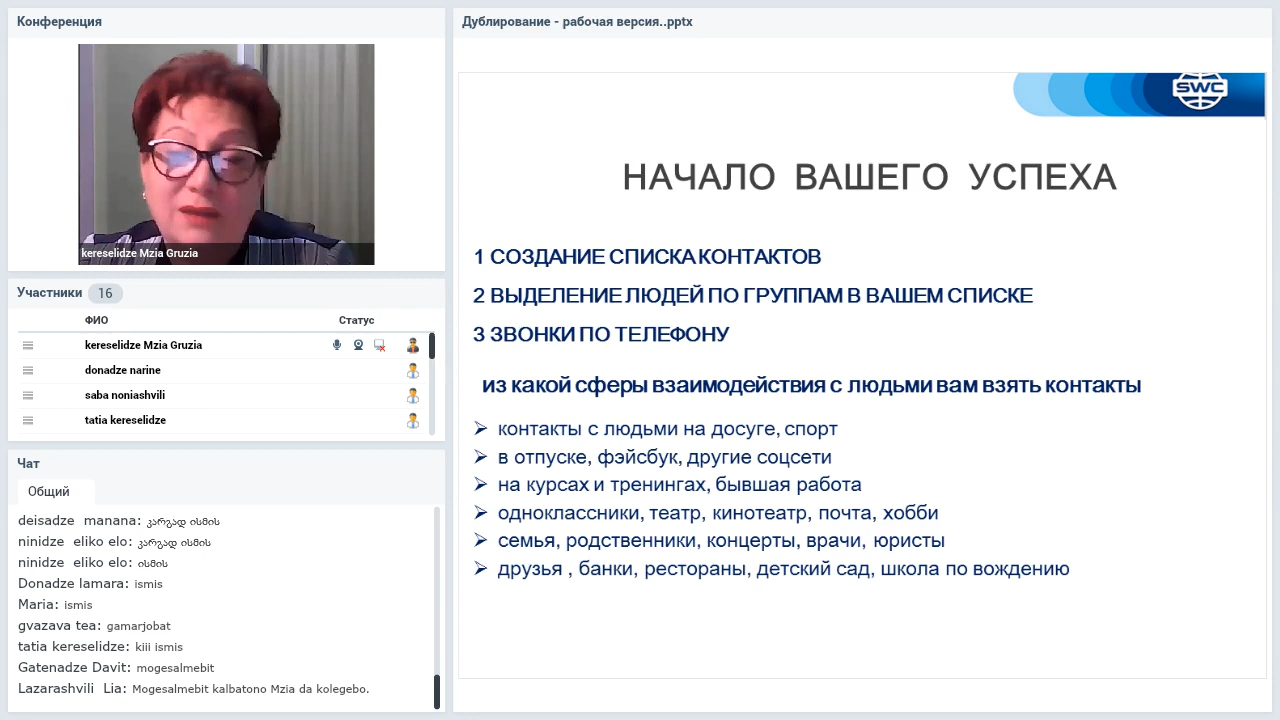 Конференция
kereselidze Mzia Gruzia
Участники 16
ФИО Статус
kereselidze Mzia Gruzia
donadze narine
saba noniashvili
tatia kereselidze
Чат
Общий
deisadze manana: კარგად ისმის
ninidze eliko elo: კარგად ისმის
ninidze eliko elo: ისმის
Donadze lamara: ismis
Maria: ismis
gvazava tea: gamarjobat
tatia kereselidze: kiii ismis
Gatenadze Davit: mogesalmebit
Lazarashvili Lia: Mogesalmebit kalbatono Mzia da kolegebo.
Дублирование - рабочая версия..pptx
SWC
НАЧАЛО ВАШЕГО УСПЕХА
1 СОЗДАНИЕ СПИСКА КОНТАКТОВ
2 ВЫДЕЛЕНИЕ ЛЮДЕЙ ПО ГРУППАМ В ВАШЕМ СПИСКЕ
3 ЗВОНКИ ПО ТЕЛЕФОНУ
из какой сферы взаимодействия с людьми вам взять контакты
➢ контакты с людьми на досуге, спорт
➢ в отпуске, фэйсбук, другие соцсети
➢ на курсах и тренингах, бывшая работа
➢ одноклассники, театр, кинотеатр, почта, хобби
➢ семья, родственники, концерты, врачи, юристы
➢ друзья , банки, рестораны, детский сад, школа по вождению